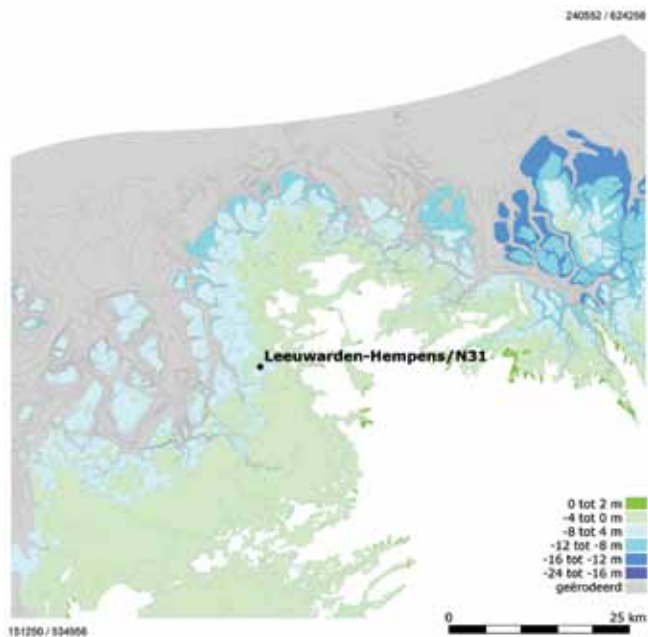 240552 / 624258
Leeuwarden-Hempens/N31
0 tot 2 m
-4 tot 0 m
-8 tot 4 m
-12 tot -8 m
-16 tot -12 m
-24 tot -16 m
geërodeerd
0 25 km
151250 / 534956